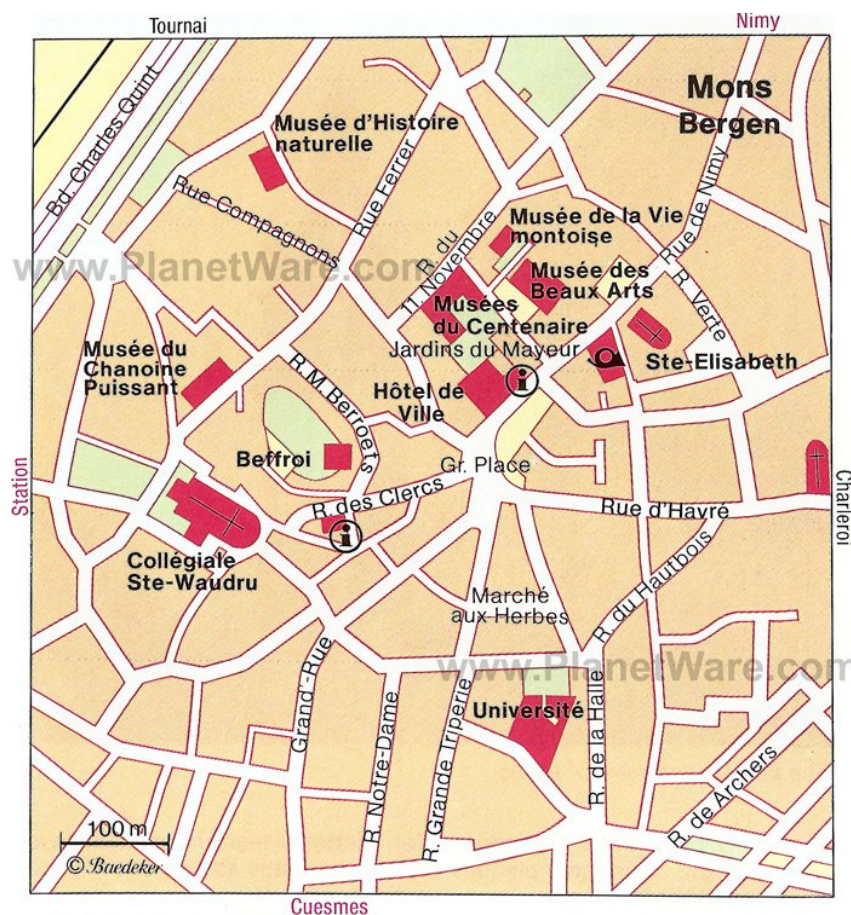 Tournai
Nimy
Mons
Bergen
Bd. Charles Quint
Musée d'Histoire
naturelle
Rue Ferrer
Rue Compagnons
Rue de Nimy
R. du
11. Novembre
Musée de la Vie
montoise
www.PlanetWare.com
Musée des
Beaux Arts
R. Verte
Musées
du Centenaire
Jardins du Mayeur
Musée du
Chanoine
Puissant
R.M. Berroets
Hôtel de
Ville
i
Ste-Elisabeth
Beffroi
Gr. Place
Station
R. des Clercs
Rue d'Havré
Charleroi
i
Collégiale
Ste-Waudru
Marché
aux Herbes
R. du Hautbois
www.PlanetWare.com
Grand'-Rue
R. Notre-Dame
R. Grande Triperie
Université
R. de la Halle
R. de Archers
100 m
© Baedeker
Cuesmes